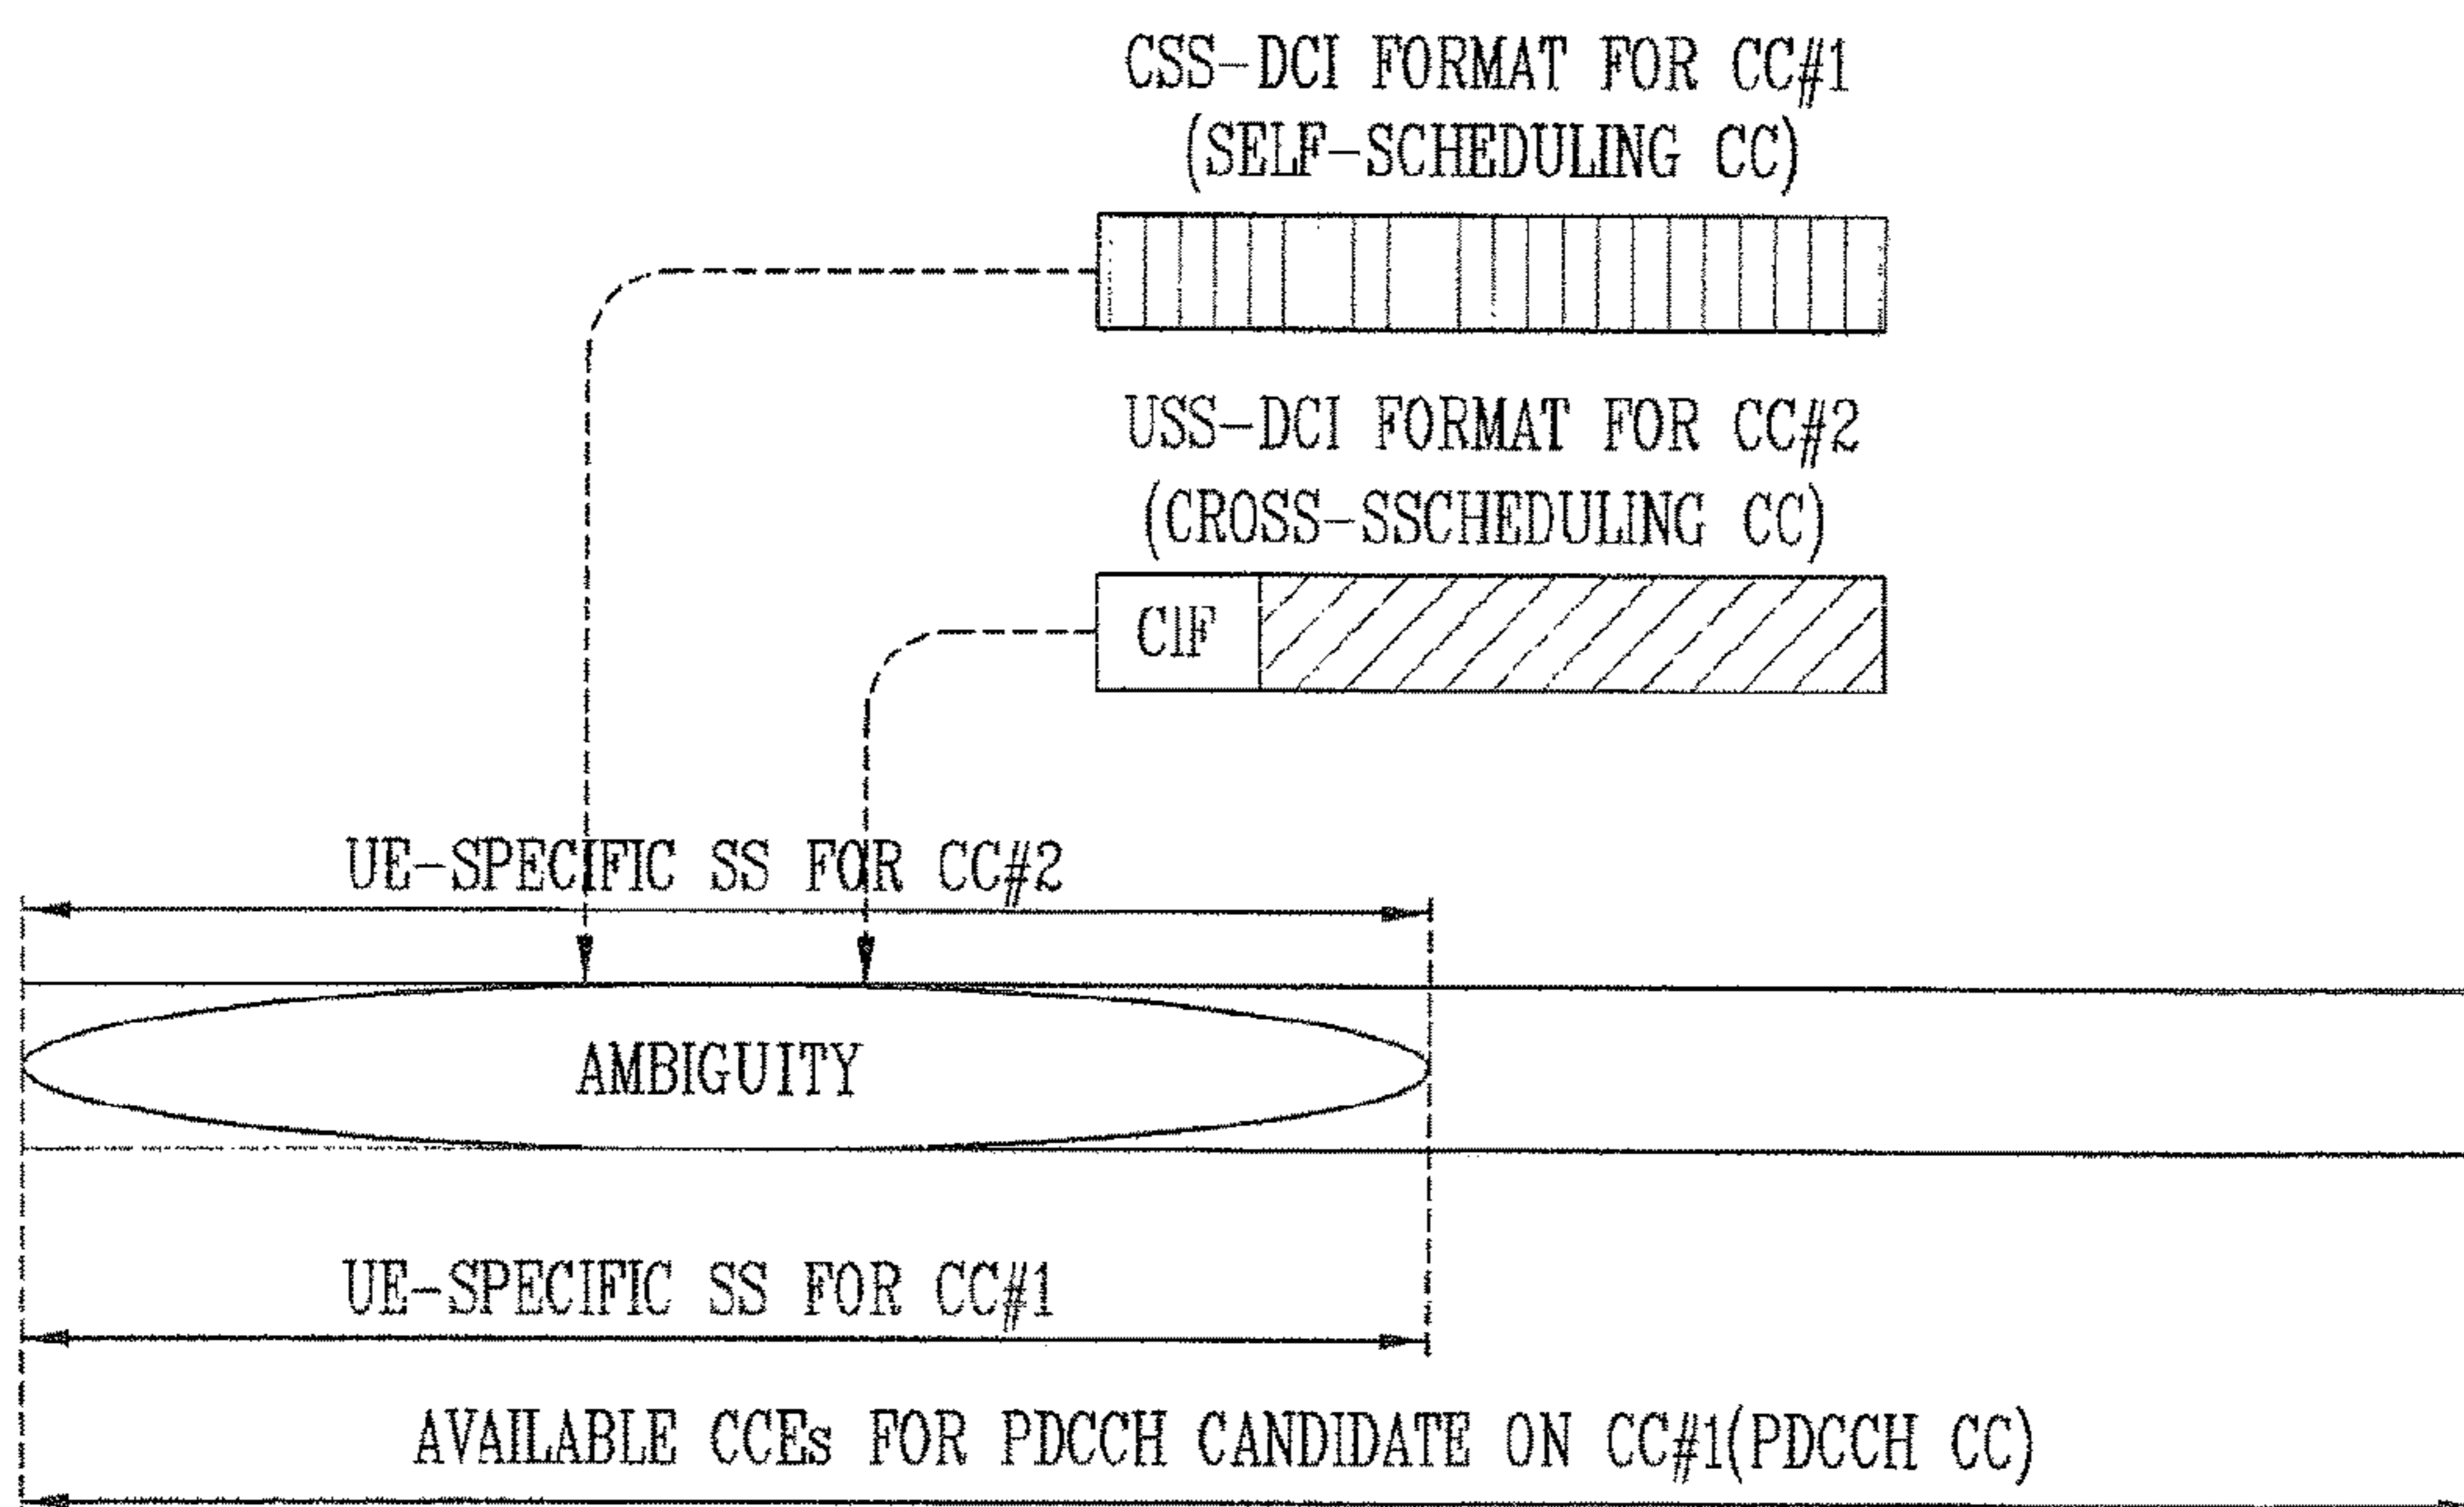 CSS-DCI FORMAT FOR CC#1
(SELF-SCHEDULING CC)
USS-DCI FORMAT FOR CC#2
(CROSS-SSCHEDULING CC)
CIF
UE-SPECIFIC SS FOR CC#2
AMBIGUITY
UE-SPECIFIC SS FOR CC#1
AVAILABLE CCEs FOR PDCCH CANDIDATE ON CC#1(PDCCH CC)